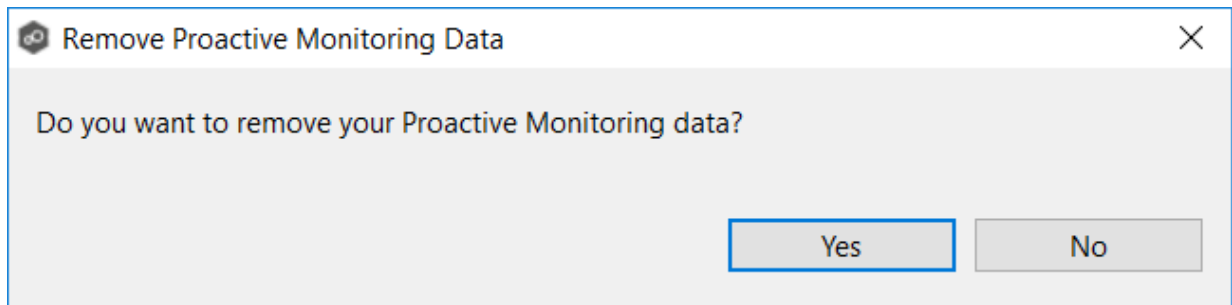 Remove Proactive Monitoring Data
Do you want to remove your Proactive Monitoring data?
Yes No